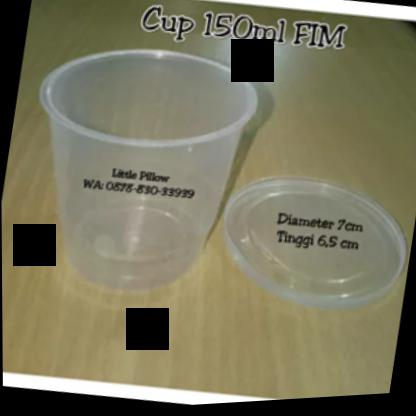 Cup 150ml FIM
Little Pillow
WA: 0878-830-33939
Diameter 7cm
Tinggi 6,5 cm